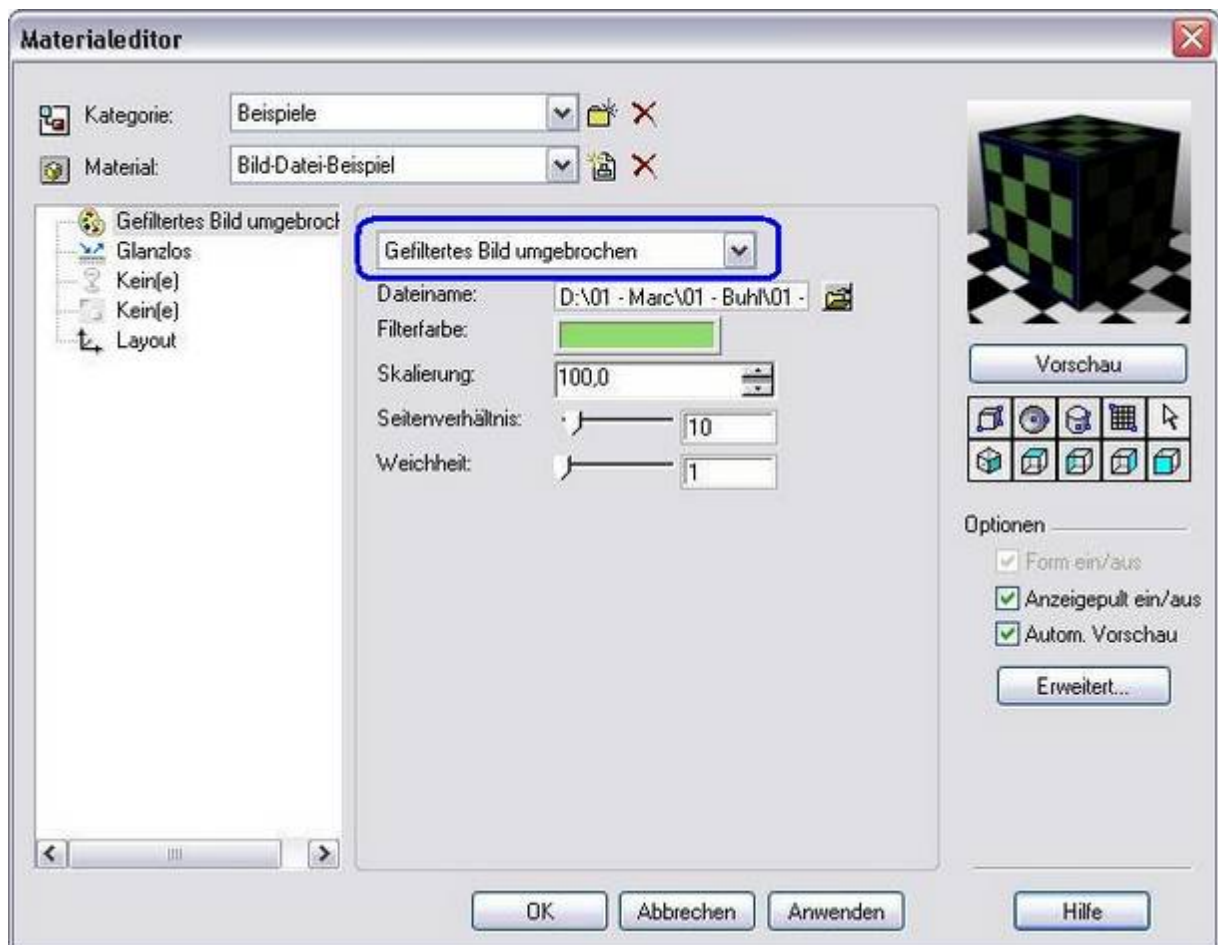 Materialeditor
Kategorie: Beispiele
Material: Bild-Datei-Beispiel
Gefiltertes Bild umgebroch
Glanzlos
Kein(e)
Kein(e)
Layout
Gefiltertes Bild umgebrochen
Dateiname: D:\01 - Marc\01 - Buhl\01 -
Filterfarbe:
Skalierung: 100,0
Seitenverhältnis: 10
Weichheit: 1
Vorschau
Optionen
Form ein/aus
Anzeigepult ein/aus
Autom. Vorschau
Erweitert...
OK Abbrechen Anwenden Hilfe